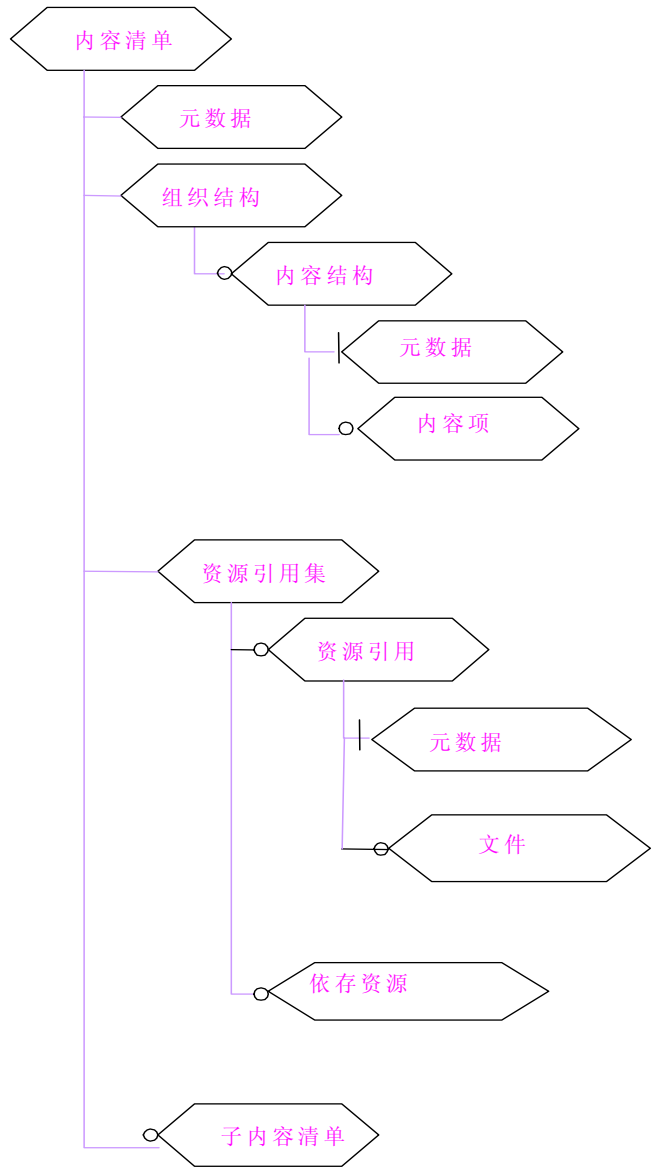 内容清单
元数据
组织结构
内容结构
元数据
内容项
资源引用集
资源引用
元数据
文件
依存资源
子内容清单